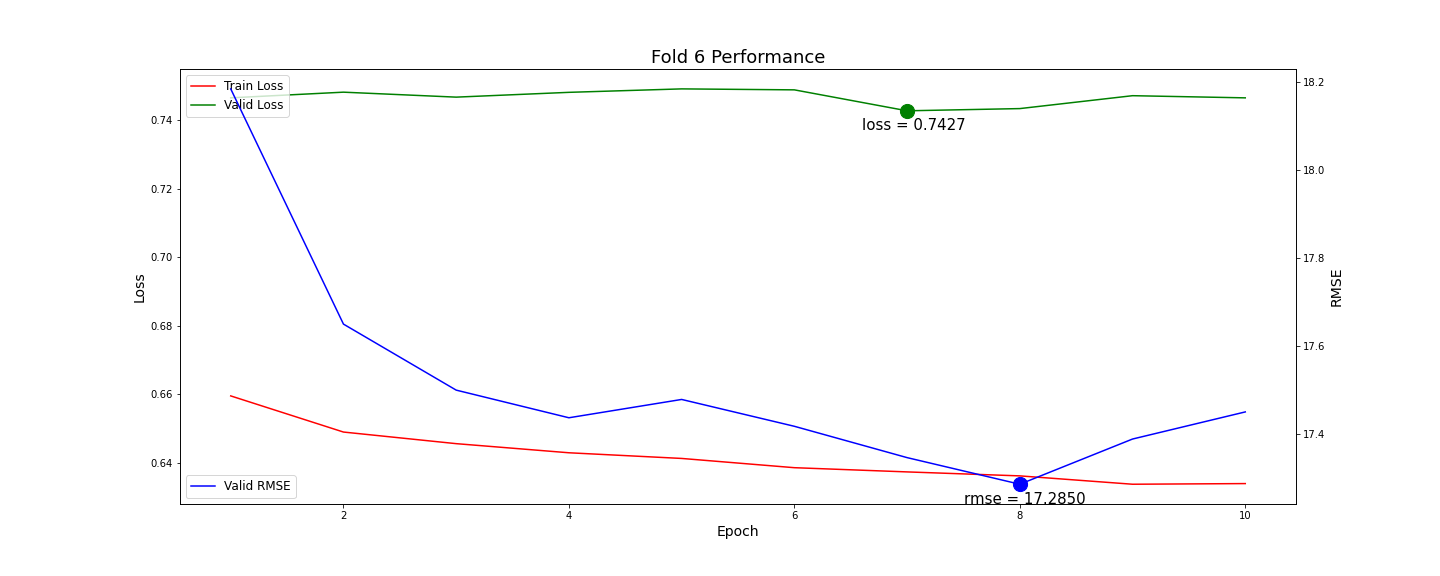 Fold 6 Performance
Train Loss
Valid Loss
18.2
0.74
loss = 0.7427
18.0
0.72
17.8
0.70
Loss
RMSE
0.68
17.6
0.66
17.4
0.64
Valid RMSE
rmse = 17.2850
2
4
6
8
10
Epoch